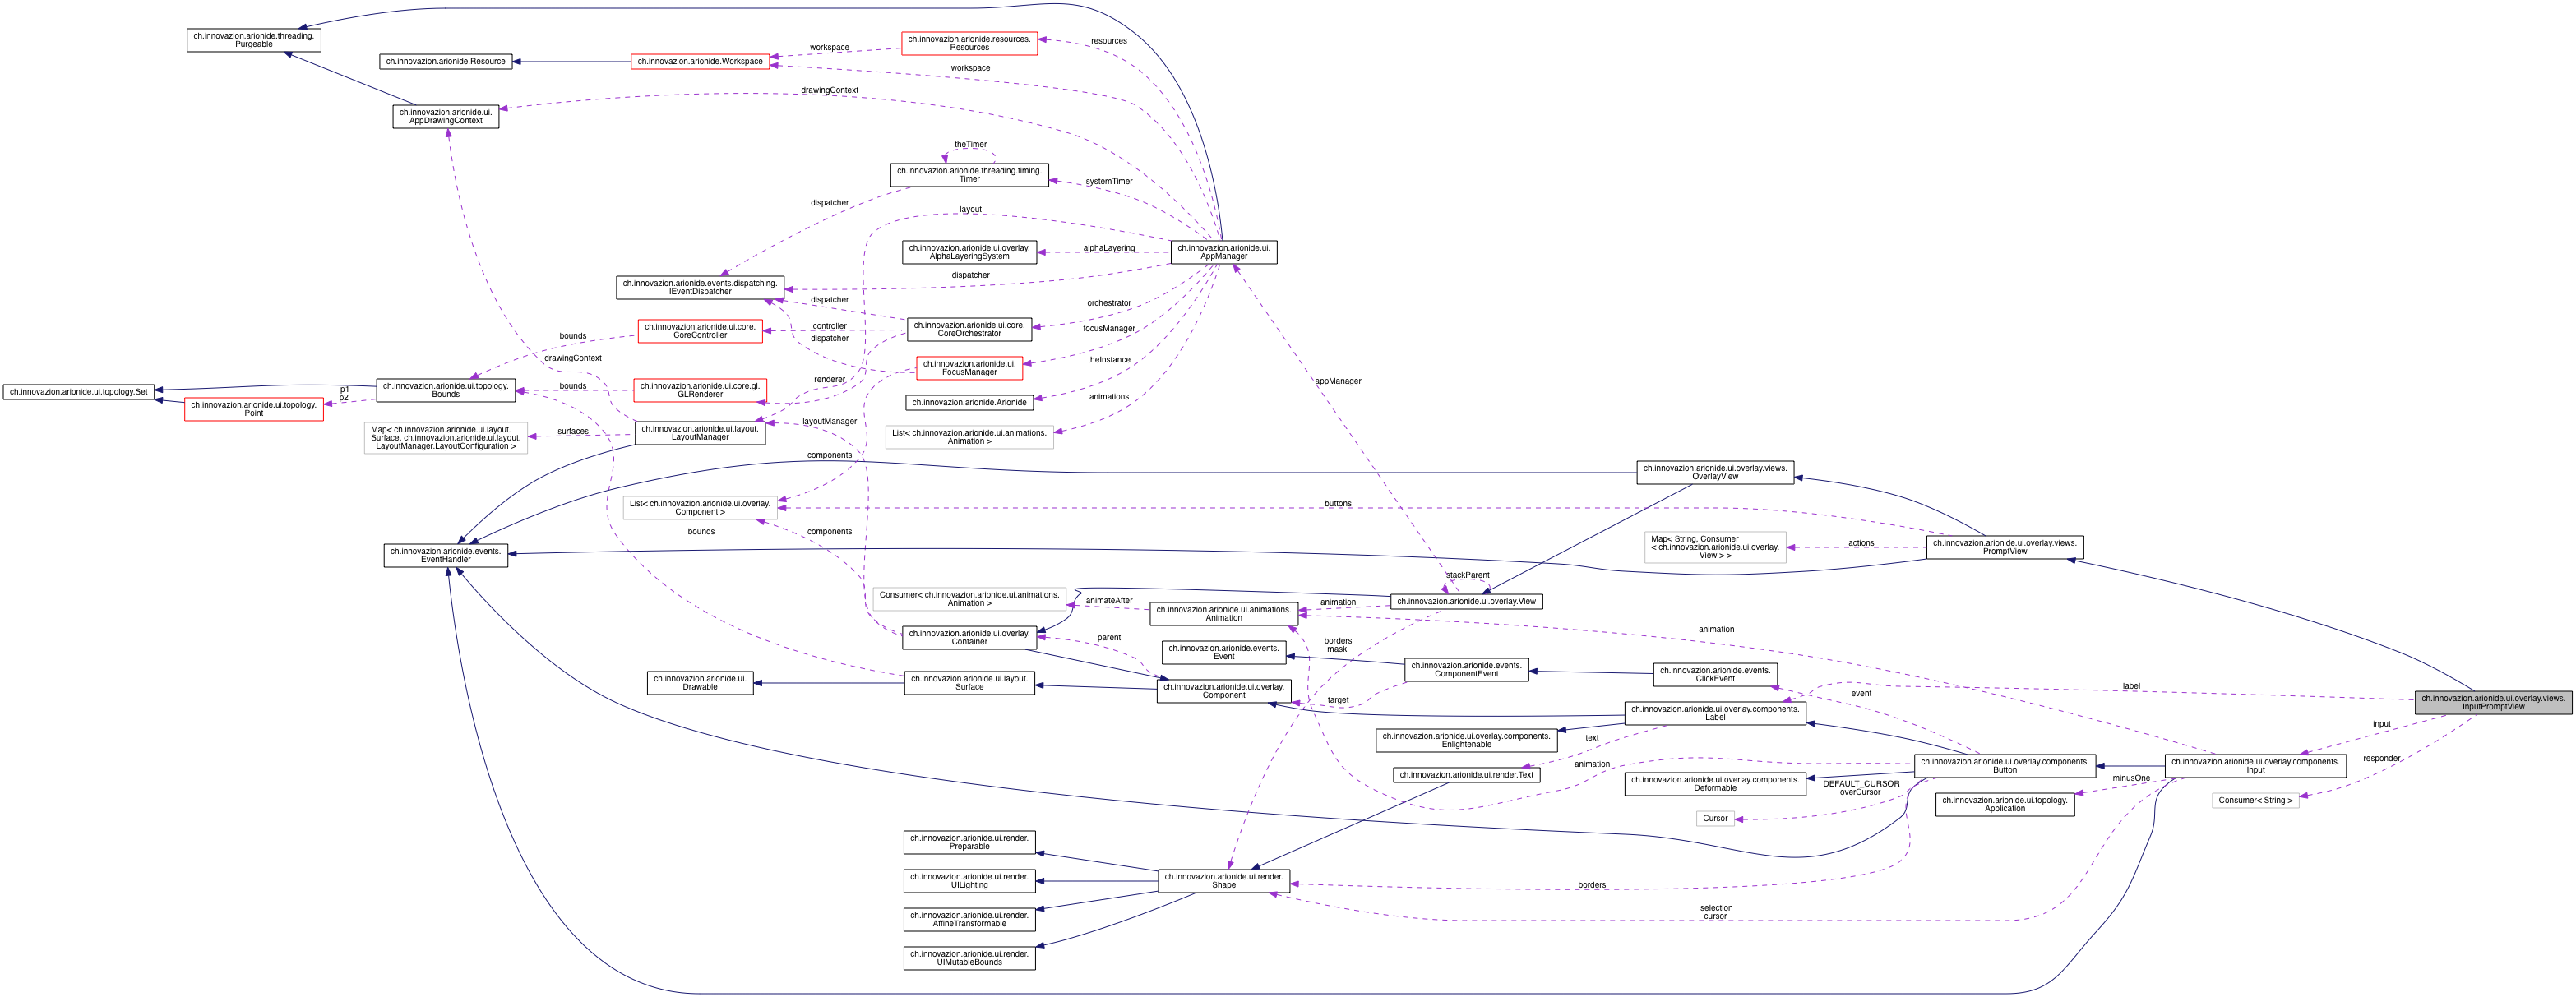 ch.innovazion.arionide.threading.
Purgeable
ch.innovazion.arionide.resources.
Resources
resources
workspace
ch.innovazion.arionide.Resource
ch.innovazion.arionide.Workspace
workspace
drawingContext
ch.innovazion.arionide.ui.
AppDrawingContext
theTimer
ch.innovazion.arionide.threading.timing.
Timer
systemTimer
dispatcher
layout
ch.innovazion.arionide.ui.overlay.
AlphaLayeringSystem
alphaLayering
ch.innovazion.arionide.ui.
AppManager
dispatcher
ch.innovazion.arionide.events.dispatching.
IEventDispatcher
dispatcher
orchestrator
ch.innovazion.arionide.ui.core.
CoreController
controller
ch.innovazion.arionide.ui.core.
CoreOrchestrator
focusManager
bounds
dispatcher
drawingContext
ch.innovazion.arionide.ui.
FocusManager
theInstance
appManager
ch.innovazion.arionide.ui.topology.Set
p1
p2
ch.innovazion.arionide.ui.topology.
Bounds
bounds
ch.innovazion.arionide.ui.core.gl.
GLRenderer
renderer
ch.innovazion.arionide.ui.topology.
Point
ch.innovazion.arionide.Arionide
animations
layoutManager
Map< ch.innovazion.arionide.ui.layout.
Surface, ch.innovazion.arionide.ui.layout.
LayoutManager.LayoutConfiguration >
surfaces
ch.innovazion.arionide.ui.layout.
LayoutManager
List< ch.innovazion.arionide.ui.animations.
Animation >
components
ch.innovazion.arionide.ui.overlay.views.
OverlayView
List< ch.innovazion.arionide.ui.overlay.
Component >
buttons
bounds
components
ch.innovazion.arionide.events.
EventHandler
Map< String, Consumer
< ch.innovazion.arionide.ui.overlay.
View > >
actions
ch.innovazion.arionide.ui.overlay.views.
PromptView
stackParent
Consumer< ch.innovazion.arionide.ui.animations.
Animation >
animateAfter
ch.innovazion.arionide.ui.animations.
Animation
animation
ch.innovazion.arionide.ui.overlay.View
animation
ch.innovazion.arionide.ui.overlay.
Container
parent
borders
mask
ch.innovazion.arionide.events.
Event
ch.innovazion.arionide.events.
ComponentEvent
ch.innovazion.arionide.events.
ClickEvent
ch.innovazion.arionide.ui.
Drawable
ch.innovazion.arionide.ui.layout.
Surface
ch.innovazion.arionide.ui.overlay.
Component
target
event
label
ch.innovazion.arionide.ui.overlay.views.
InputPromptView
ch.innovazion.arionide.ui.overlay.components.
Label
ch.innovazion.arionide.ui.overlay.components.
Enlightenable
text
input
responder
animation
ch.innovazion.arionide.ui.render.Text
ch.innovazion.arionide.ui.overlay.components.
Deformable
ch.innovazion.arionide.ui.overlay.components.
Button
ch.innovazion.arionide.ui.overlay.components.
Input
DEFAULT_CURSOR
overCursor
minusOne
Cursor
ch.innovazion.arionide.ui.topology.
Application
Consumer< String >
ch.innovazion.arionide.ui.render.
Preparable
ch.innovazion.arionide.ui.render.
UILighting
ch.innovazion.arionide.ui.render.
Shape
borders
ch.innovazion.arionide.ui.render.
AffineTransformable
selection
cursor
ch.innovazion.arionide.ui.render.
UIMutableBounds